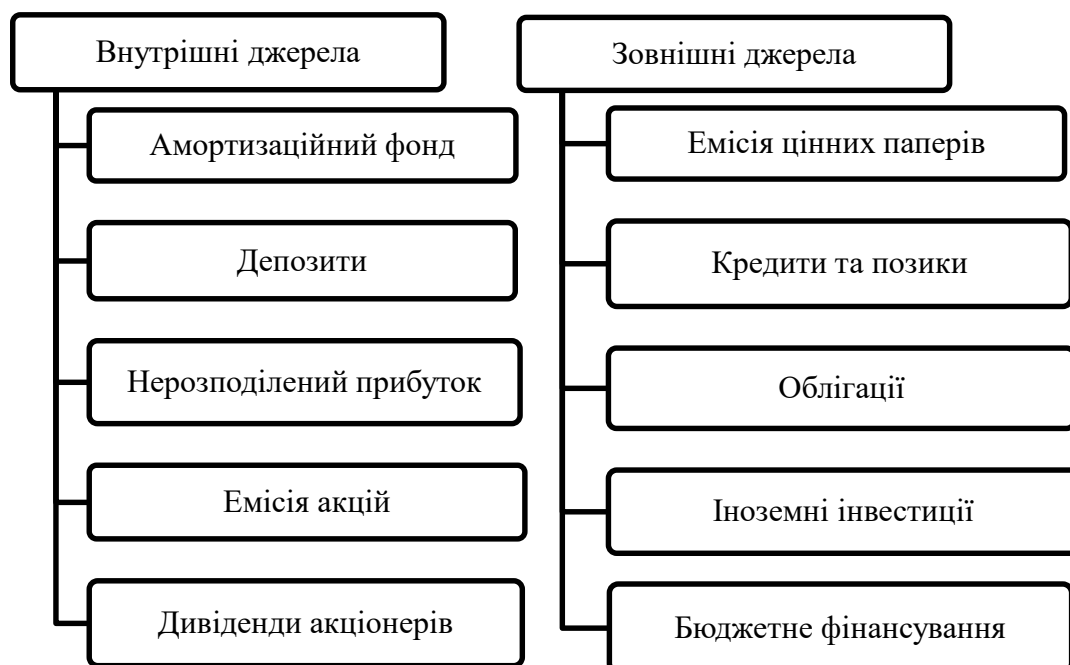 Внутрішні джерела
Амортизаційний фонд
Депозити
Нерозподілений прибуток
Емісія акцій
Дивіденди акціонерів
Зовнішні джерела
Емісія цінних паперів
Кредити та позики
Облігації
Іноземні інвестиції
Бюджетне фінансування